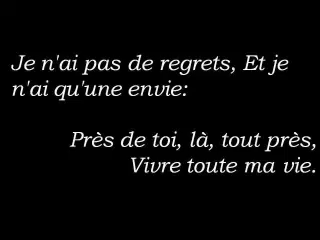 Je n'ai pas de regrets, Et je
n'ai qu'une envie:
Près de toi, là, tout près,
Vivre toute ma vie.